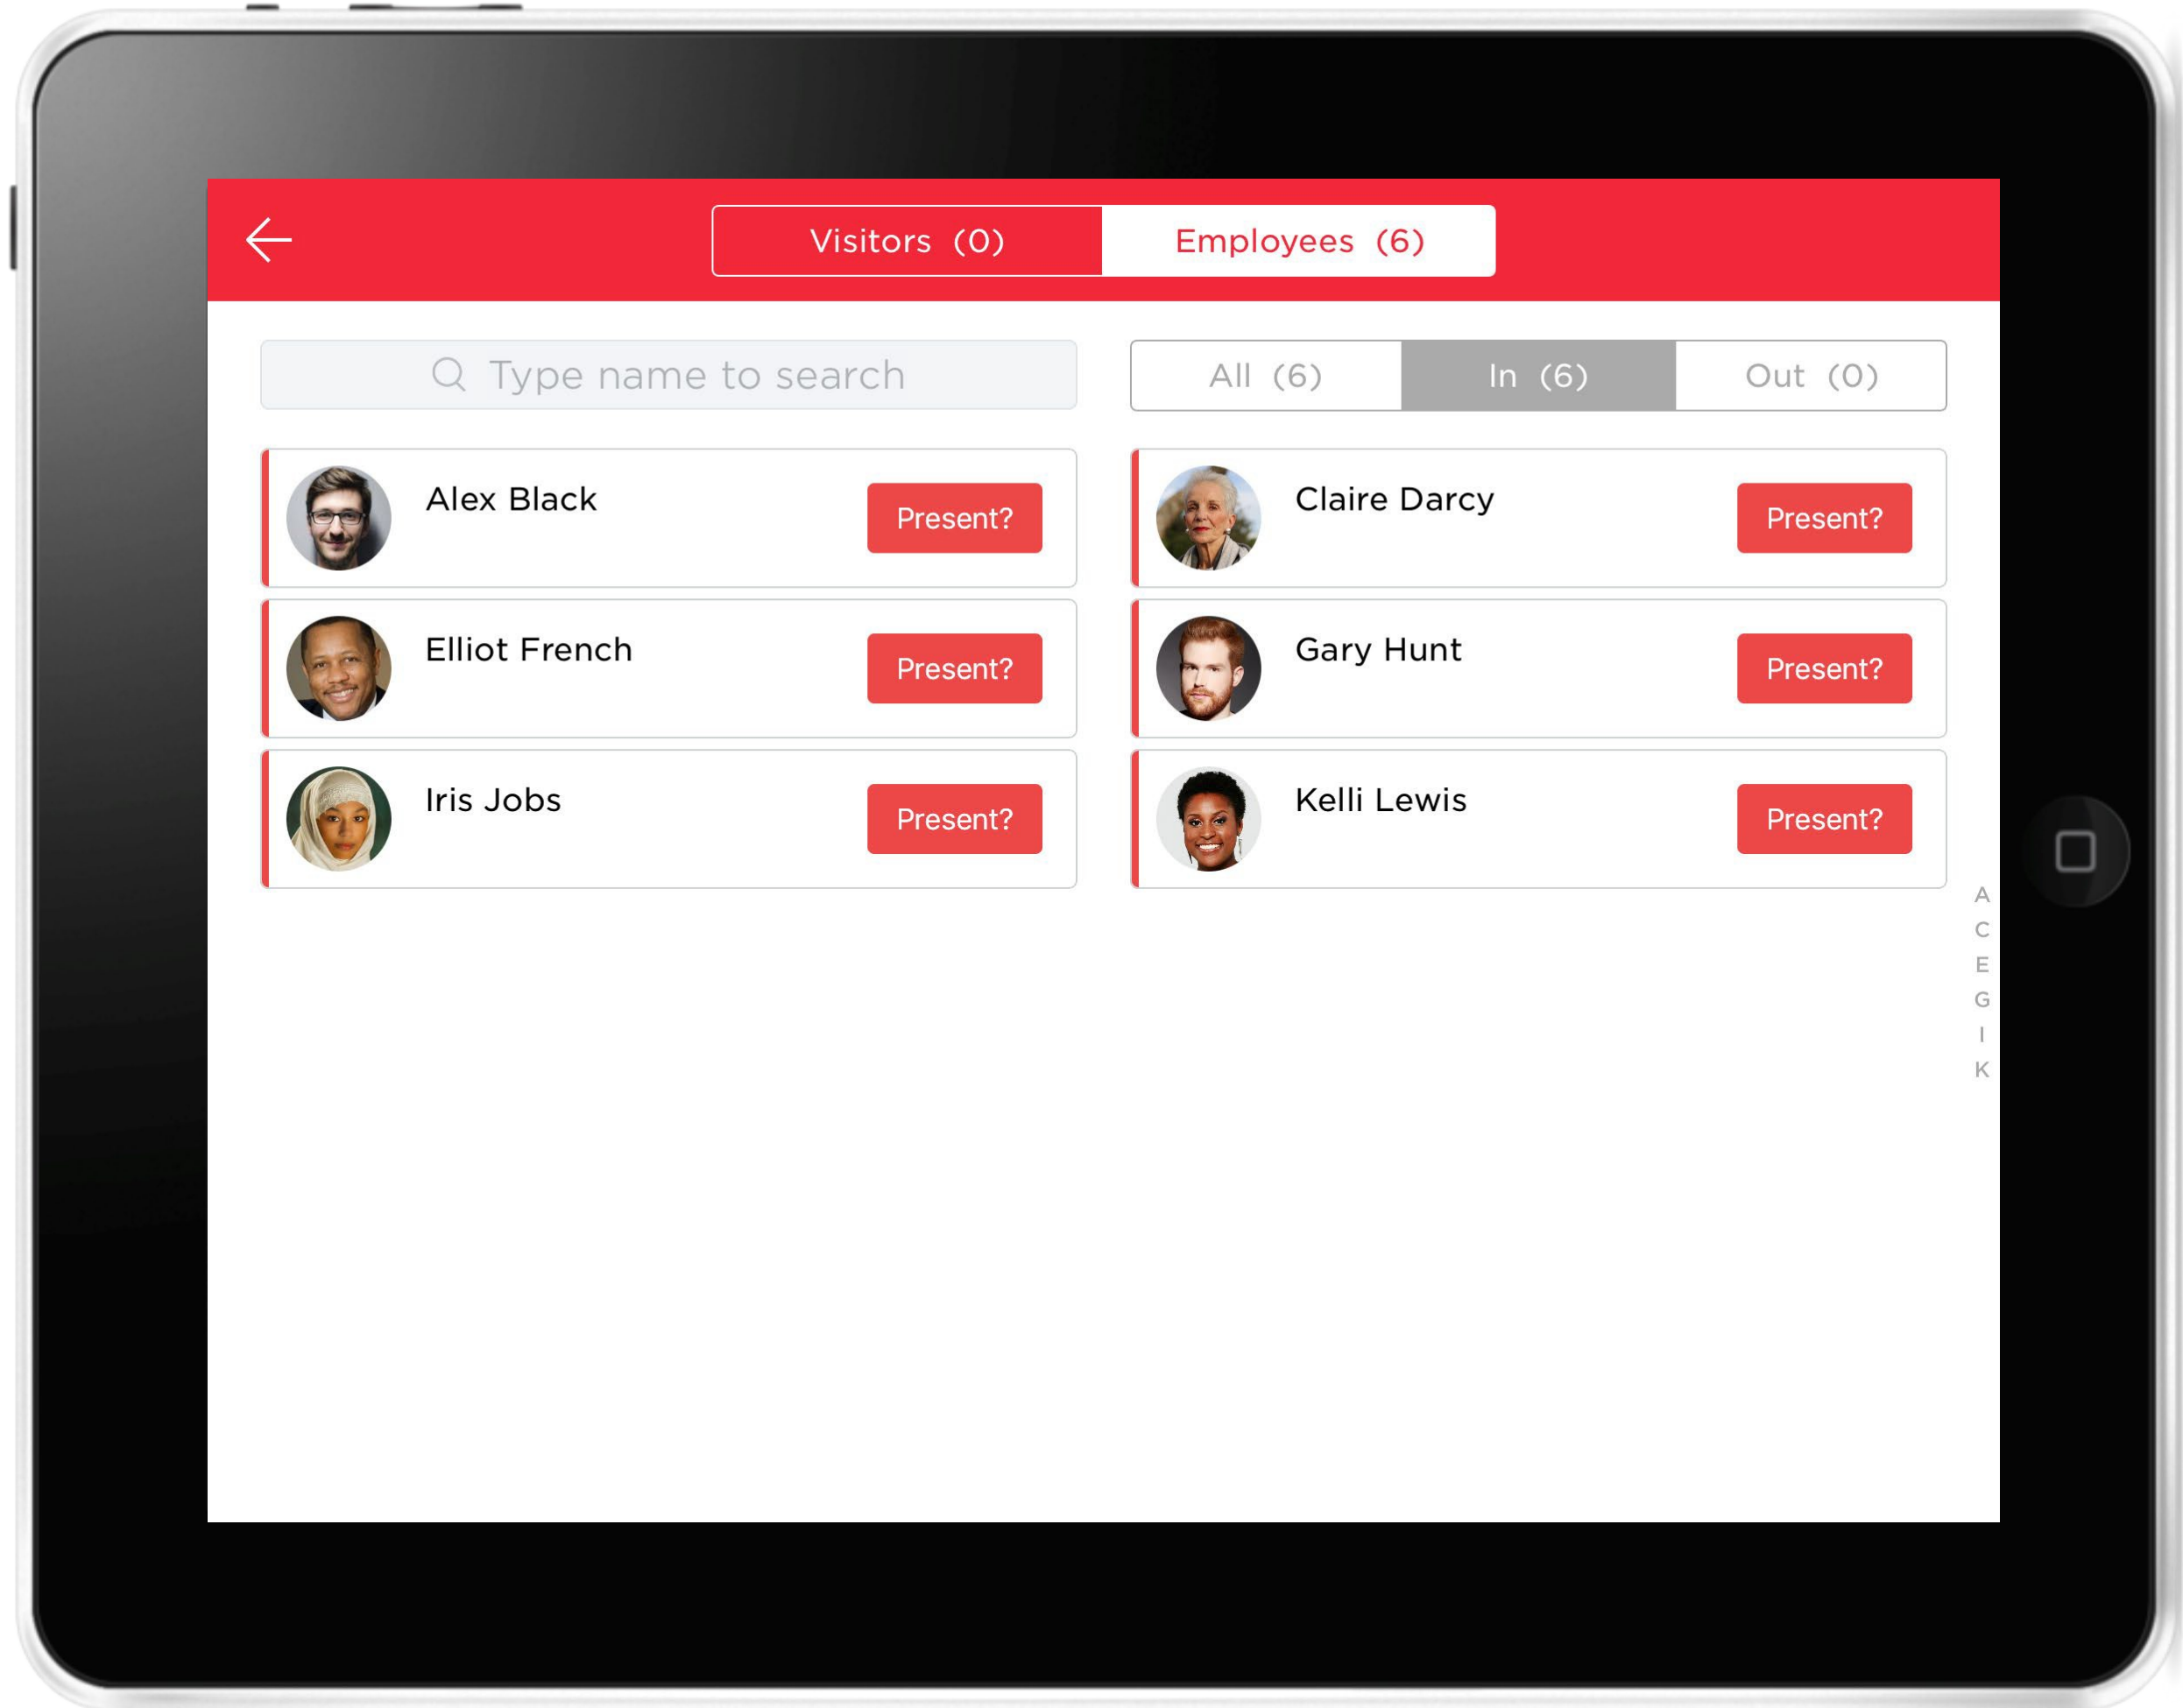 Visitors (0) Employees (6)
Type name to search
All (6) In (6) Out (0)
Alex Black Present?
Claire Darcy Present?
Elliot French Present?
Gary Hunt Present?
Iris Jobs Present?
Kelli Lewis Present?
A
C
E
G
I
K